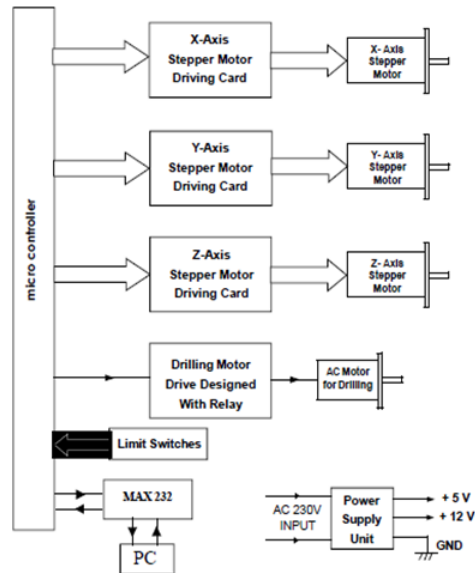 micro controller
X-Axis
Stepper Motor
Driving Card
X- Axis
Stepper
Motor
Y-Axis
Stepper Motor
Driving Card
Y- Axis
Stepper
Motor
Z-Axis
Stepper Motor
Driving Card
Z- Axis
Stepper
Motor
Drilling Motor
Drive Designed
With Relay
AC Motor
for Drilling
Limit Switches
MAX 232
PC
AC 230V
INPUT
Power
Supply
Unit
+ 5 V
+ 12 V
GND